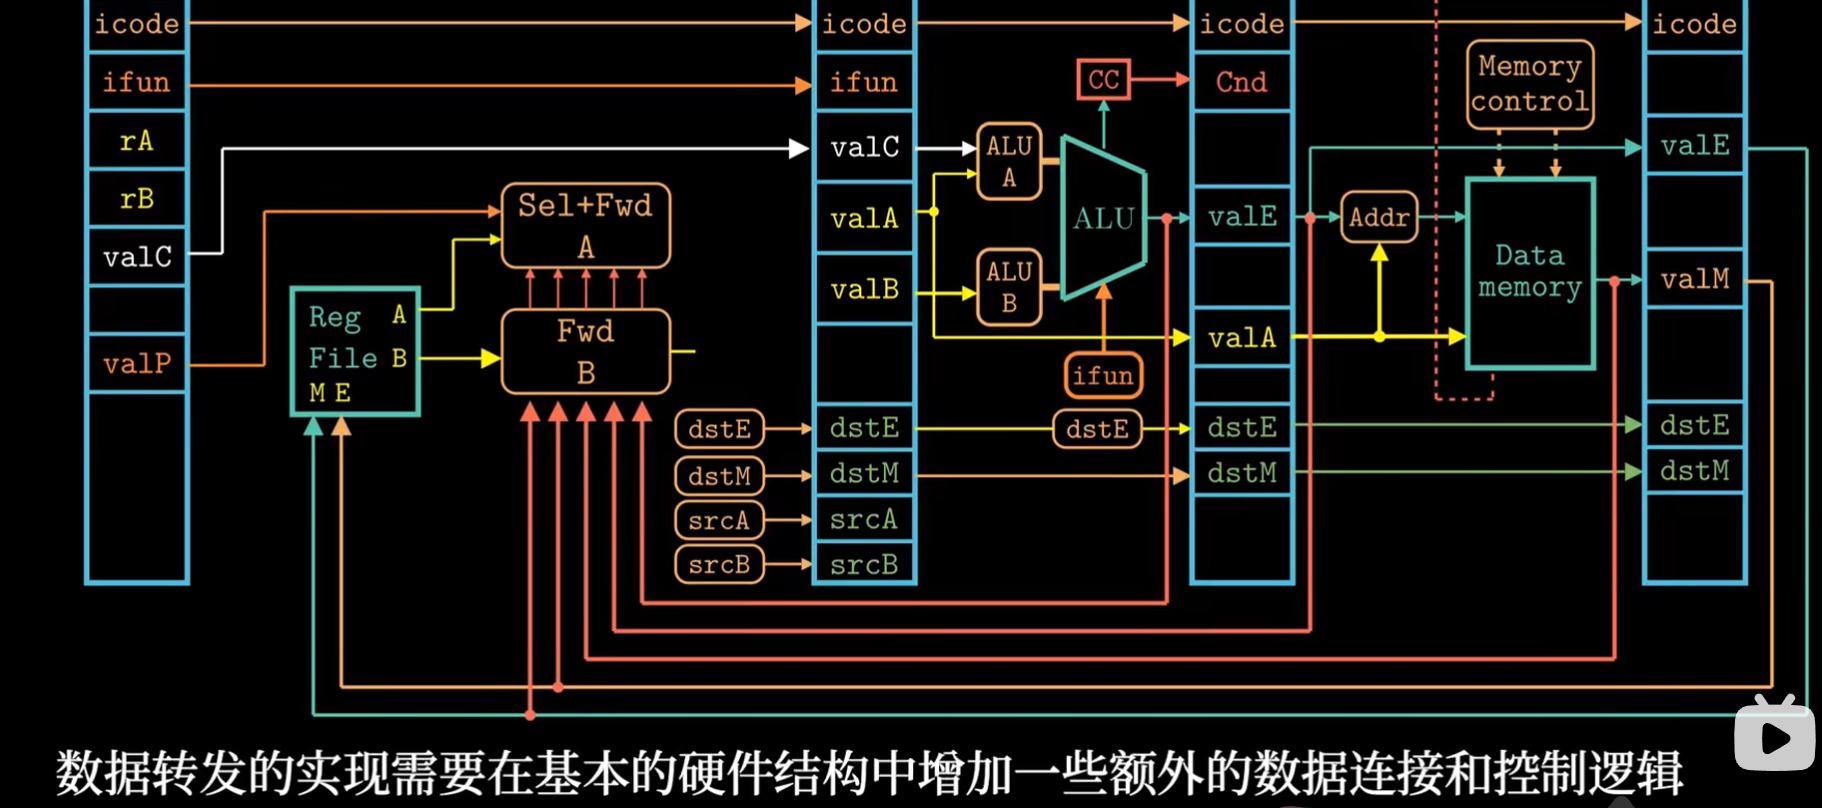 icode
ifun
rA
rB
valC
valP
Reg
File
A
B
M E
Sel+Fwd
A
Fwd
B
dstE
dstM
srcA
srcB
icode
ifun
valC
valA
valB
dstE
dstM
srcA
srcB
ALU
A
ALU
B
CC
ALU
ifun
dstE
icode
Cnd
valE
valA
dstE
dstM
Addr
Memory
control
Data
memory
icode
valE
valM
dstE
dstM
数据转发的实现需要在基本的硬件结构中增加一些额外的数据连接和控制逻辑